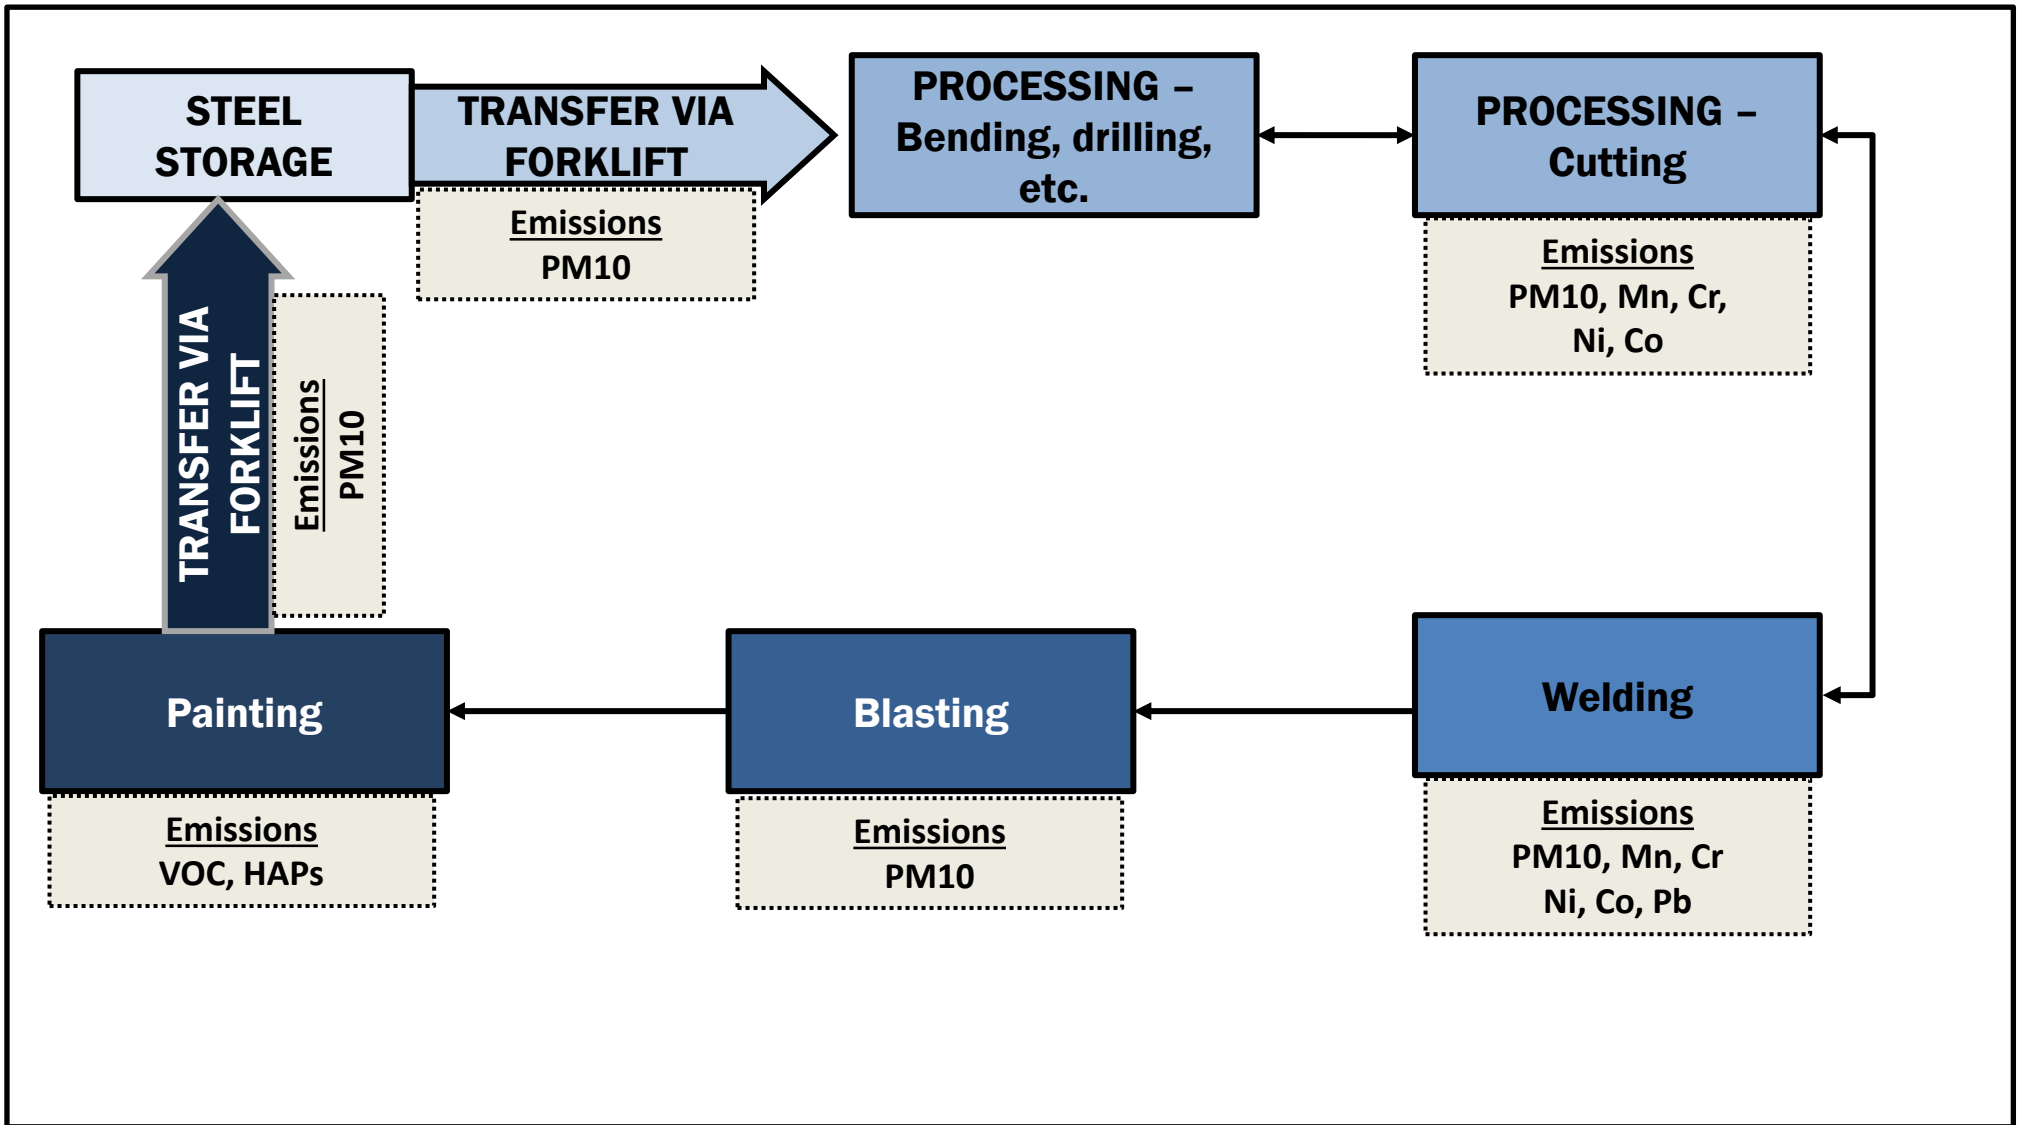 STEEL
STORAGE
TRANSFER VIA
FORKLIFT
Emissions
PM10
PROCESSING –
Bending, drilling,
etc.
PROCESSING –
Cutting
Emissions
PM10, Mn, Cr,
Ni, Co
TRANSFER VIA
FORKLIFT
Emissions
PM10
Painting
Emissions
VOC, HAPs
Blasting
Emissions
PM10
Welding
Emissions
PM10, Mn, Cr
Ni, Co, Pb